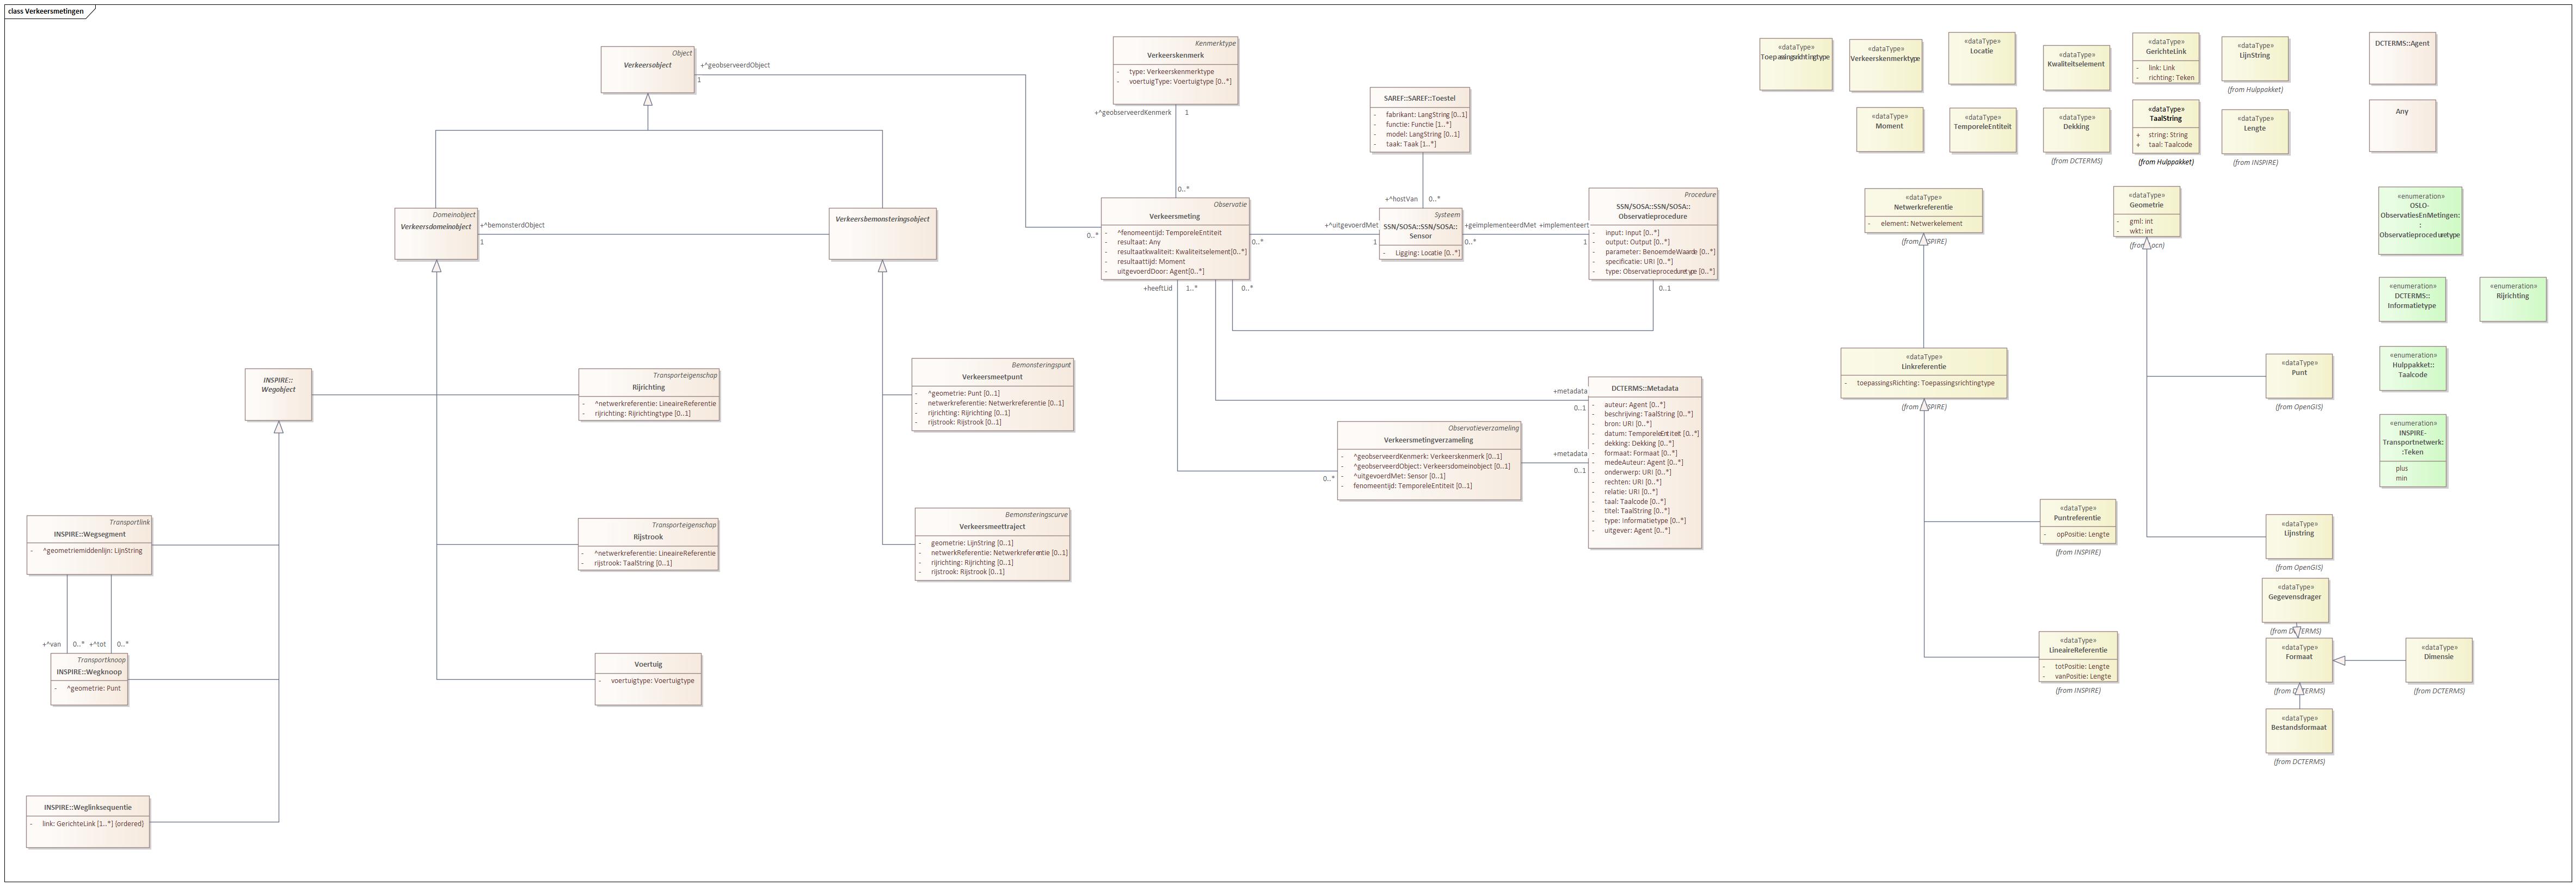 class Verkeersmetingen
Object
Verkeersobject
+^geobserveerdObject
1
Kenmerktype
Verkeerskenmerk
- type: Verkeerskenmerktype
- voertuigType: Voertuigtype [0..*]
+^geobserveerdKenmerk
1
0..*
SAREF::SAREF::Toestel
- fabrikant: LangString [0..1]
- functie: Functie [1..*]
- model: LangString [0..1]
- taak: Taak [1..*]
+^hostVan
0..*
Domeinobject
Verkeersdomeinobject
+^bemonsterdObject
1
Verkeersbemonsteringsobject
0..*
Observatie
Verkeersmeting
- ^fenomeentijd: TemporeleEntiteit
- resultaat: Any
- resultaatkwaliteit: Kwaliteitselement[0..*]
- resultaattijd: Moment
- uitgevoerdDoor: Agent[0..*]
0..*
+^uitgevoerdMet
1
Systeem
SSN/SOSA::SSN/SOSA::
Sensor
- Ligging: Locatie [0..*]
+geïmplementeerdMet
0..*
+implementeert
1
Procedure
SSN/SOSA::SSN/SOSA::
Observatieprocedure
- input: Input [0..*]
- output: Output [0..*]
- parameter: BenoemdeWaarde [0..*]
- specificatie: URI [0..*]
- type: Observatieproceduretype [0..*]
+heeftLid
1..*
0..*
0..1
INSPIRE::
Wegobject
Transporteigenschap
Rijrichting
- ^netwerkreferentie: LineaireReferentie
- rijrichting: Rijrichtingtype [0..1]
Bemonsteringspunt
Verkeersmeetpunt
- ^geometrie: Punt [0..1]
- netwerkreferentie: Netwerkreferentie [0..1]
- rijrichting: Rijrichting [0..1]
- rijstrook: Rijstrook [0..1]
Observatieverzameling
Verkeersmetingverzameling
- ^geobserveerdKenmerk: Verkeerskenmerk [0..1]
- ^geobserveerdObject: Verkeersdomeinobject [0..1]
- ^uitgevoerdMet: Sensor [0..1]
- fenomeentijd: TemporeleEntiteit [0..1]
0..*
+metadata
0..1
+metadata
0..1
DCTERMS::Metadata
- auteur: Agent [0..*]
- beschrijving: TaalString [0..*]
- bron: URI [0..*]
- datum: TemporeleEntiteit [0..*]
- dekking: Dekking [0..*]
- formaat: Formaat [0..*]
- medeAuteur: Agent [0..*]
- onderwerp: URI [0..*]
- rechten: URI [0..*]
- relatie: URI [0..*]
- taal: Taalcode [0..*]
- titel: TaalString [0..*]
- type: Informatietype [0..*]
- uitgever: Agent [0..*]
Transportlink
INSPIRE::Wegsegment
- ^geometriemiddenlijn: LijnString
Transporteigenschap
Rijstrook
- ^netwerkreferentie: LineaireReferentie
- rijstrook: TaalString [0..1]
Bemonsteringscurve
Verkeersmeettraject
- geometrie: LijnString [0..1]
- netwerkReferentie: Netwerkreferentie [0..1]
- rijrichting: Rijrichting [0..1]
- rijstrook: Rijstrook [0..1]
+^van
0..*
+^tot
0..*
Transportknoop
INSPIRE::Wegknoop
- ^geometrie: Punt
Voertuig
- voertuigtype: Voertuigtype
INSPIRE::Weglinksequentie
- link: GerichteLink [1..*] {ordered}
«dataType»
Toepassingsrichtingtype
«dataType»
Verkeerskenmerktype
«dataType»
Locatie
«dataType»
Kwaliteitselement
«dataType»
GerichteLink
- link: Link
- richting: Teken
«dataType»
LijnString
(from Hulppakket)
DCTERMS::Agent
«dataType»
Moment
«dataType»
TemporeleEntiteit
«dataType»
Dekking
(from DCTERMS)
«dataType»
TaalString
+ string: String
+ taal: Taalcode
(from Hulppakket)
«dataType»
Lengte
(from INSPIRE)
Any
«dataType»
Netwerkreferentie
- element: Netwerkelement
(from INSPIRE)
«dataType»
Geometrie
- gml: int
- wkt: int
(from locn)
«enumeration»
OSLO-
ObservatiesEnMetingen:
:
Observatieproceduretype
«enumeration»
DCTERMS::
Informatietype
«enumeration»
Rijrichting
«dataType»
Linkreferentie
- toepassingsRichting: Toepassingsrichtingtype
(from INSPIRE)
«dataType»
Punt
(from OpenGIS)
«enumeration»
Hulppakket::
Taalcode
«enumeration»
INSPIRE-
Transportnetwerk:
:Teken
plus
min
«dataType»
Puntreferentie
- opPositie: Lengte
(from INSPIRE)
«dataType»
Lijnstring
(from OpenGIS)
«dataType»
Gegevensdrager
(from DCTERMS)
«dataType»
LineaireReferentie
- totPositie: Lengte
- vanPositie: Lengte
(from INSPIRE)
«dataType»
Formaat
(from DCTERMS)
«dataType»
Dimensie
(from DCTERMS)
«dataType»
Bestandsformaat
(from DCTERMS)